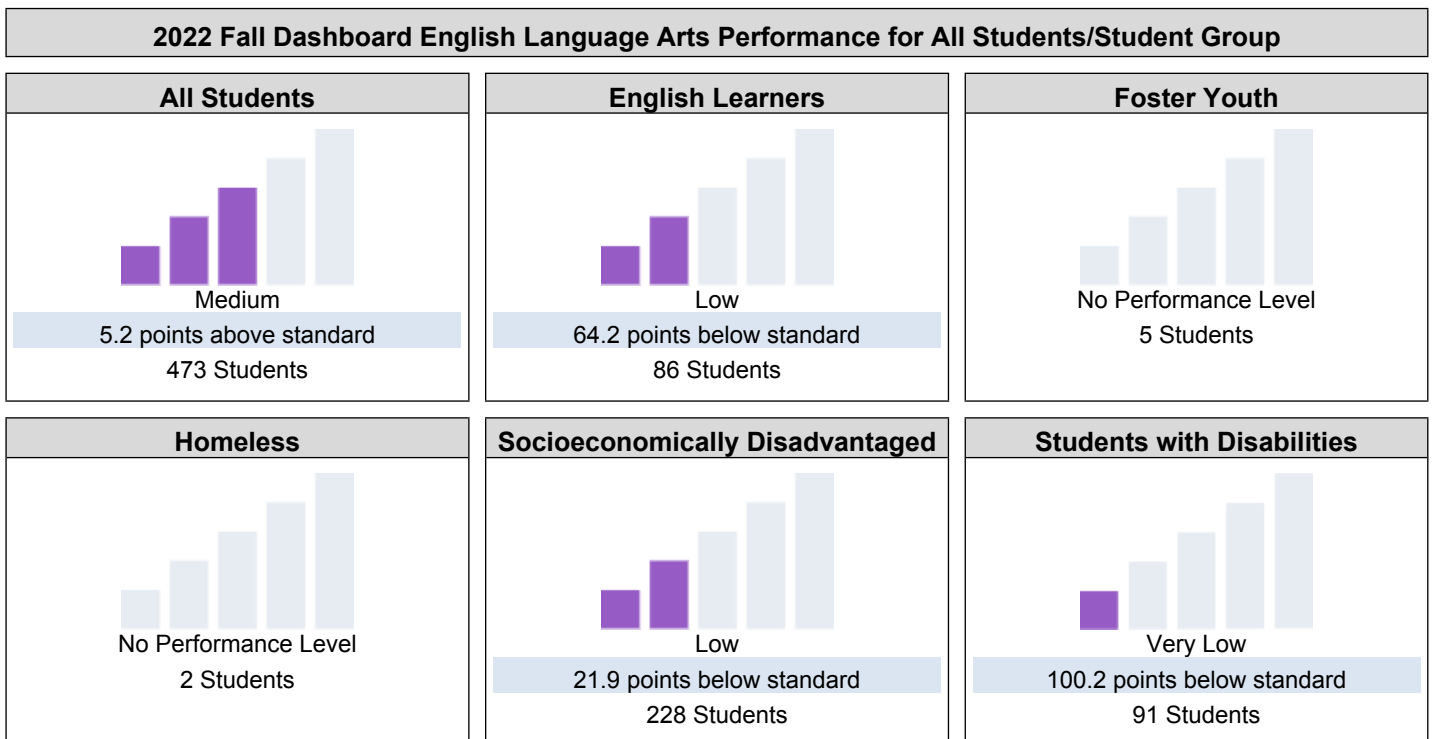 2022 Fall Dashboard English Language Arts Performance for All Students/Student Group
All Students
Medium
5.2 points above standard
473 Students
English Learners
Low
64.2 points below standard
86 Students
Foster Youth
No Performance Level
5 Students
Homeless
No Performance Level
2 Students
Socioeconomically Disadvantaged
Low
21.9 points below standard
228 Students
Students with Disabilities
Very Low
100.2 points below standard
91 Students